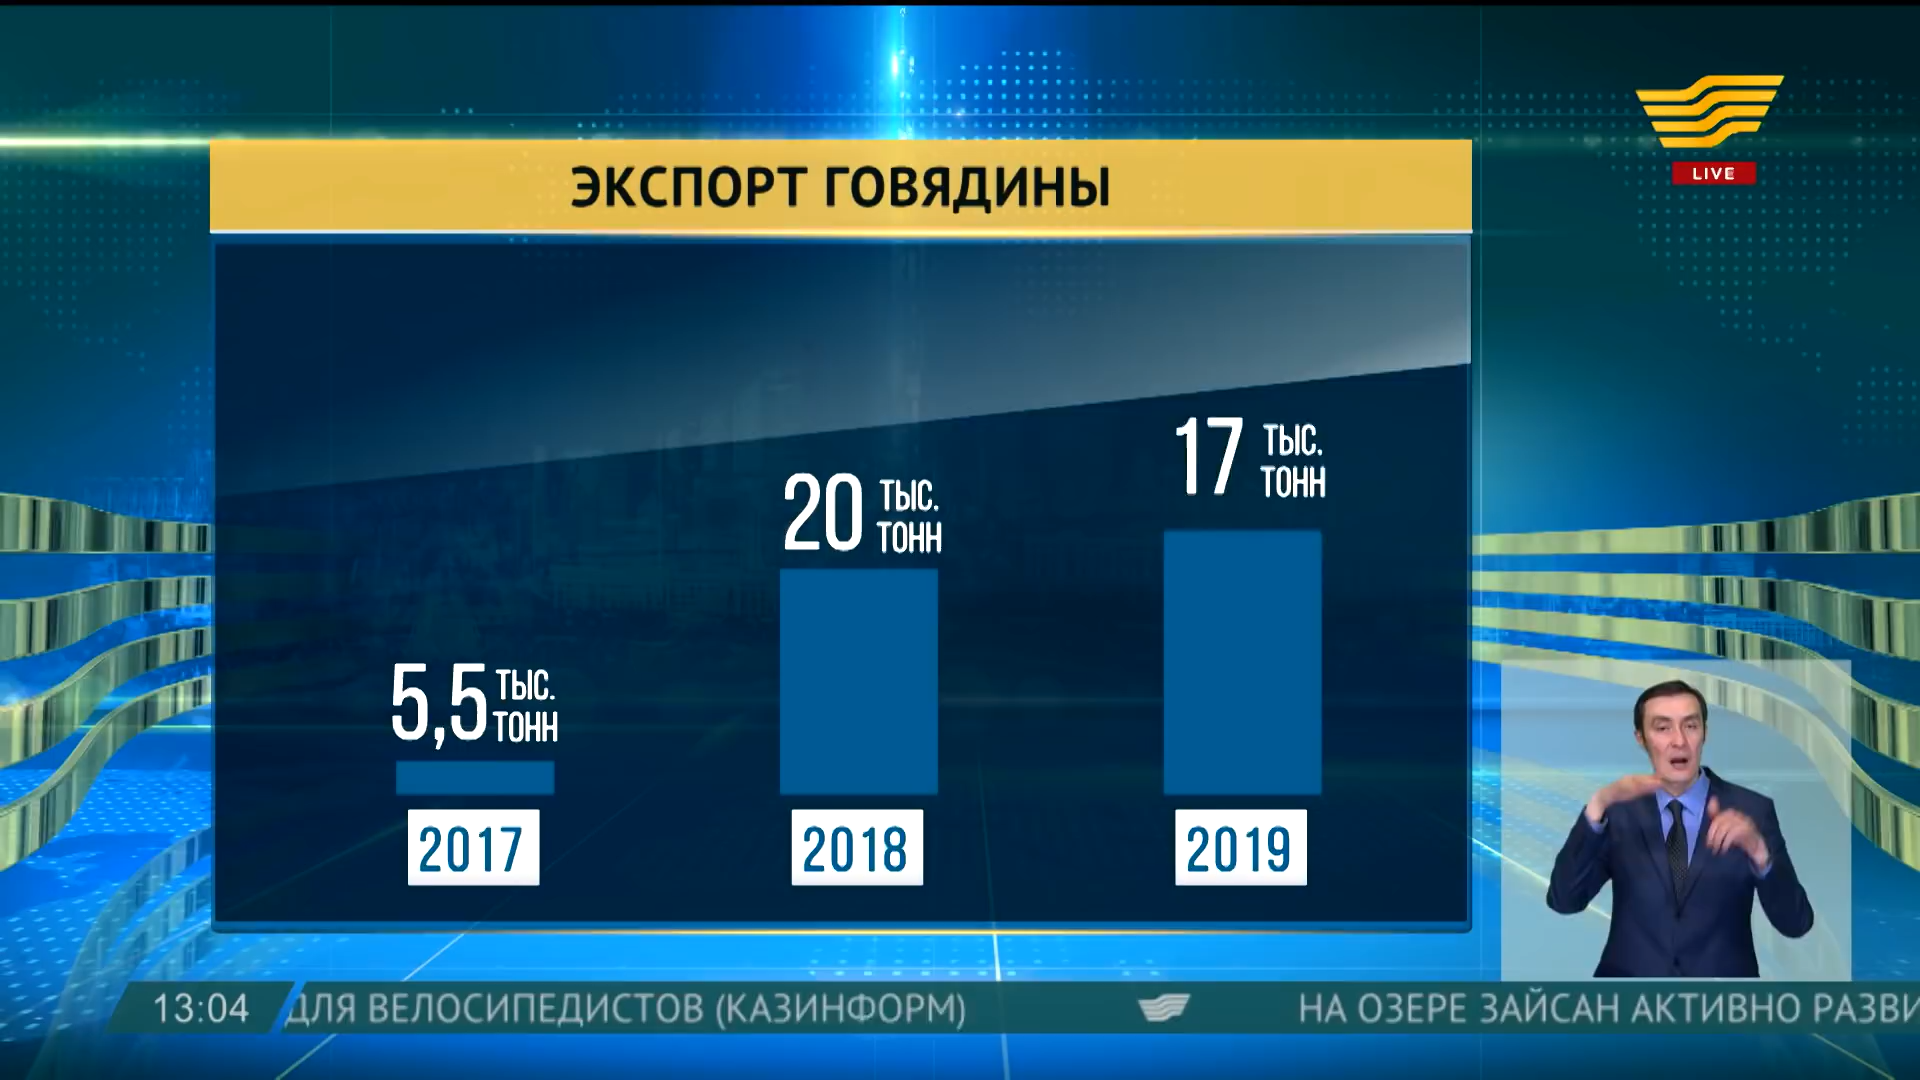 ЭКСПОРТ ГОВЯДИНЫ
LIVE
5,5 ТЫС. ТОНН
20 ТЫС. ТОНН
17 ТЫС. ТОНН
2017
2018
2019
13:04
ДЛЯ ВЕЛОСИПЕДИСТОВ (КАЗИНФОРМ)
НА ОЗЕРЕ ЗАЙСАН АКТИВНО РАЗВИ